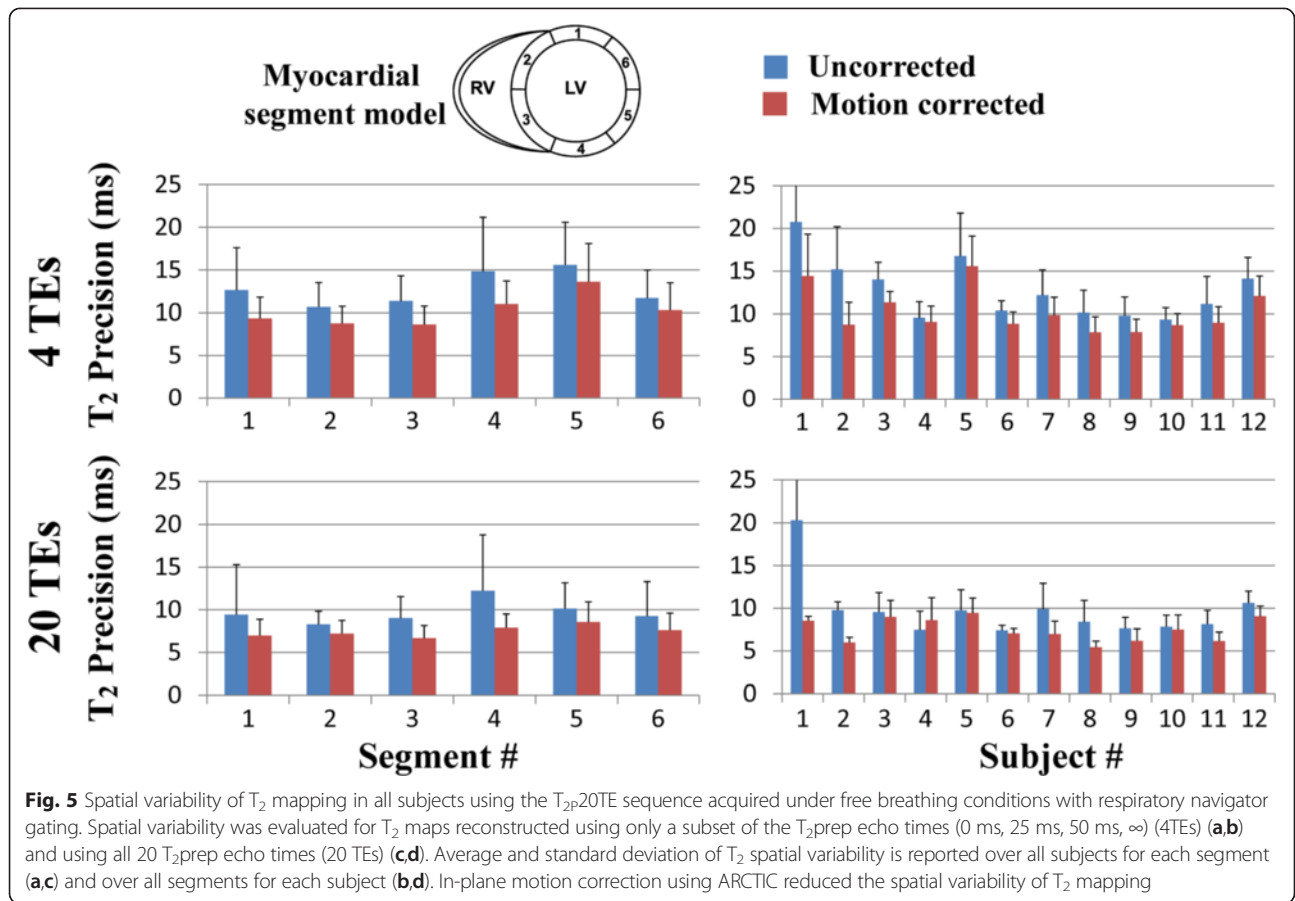 Myocardial
segment model
RV
LV
1
2
3
4
5
6
Uncorrected
Motion corrected
4 TEs
T₂ Precision (ms)
25
20
15
10
5
0
1 2 3 4 5 6
25
20
15
10
5
0
1 2 3 4 5 6 7 8 9 10 11 12
20 TEs
T₂ Precision (ms)
25
20
15
10
5
0
1 2 3 4 5 6
Segment #
25
20
15
10
5
0
1 2 3 4 5 6 7 8 9 10 11 12
Subject #
Fig. 5 Spatial variability of T₂ mapping in all subjects using the T₂ₚ20TE sequence acquired under free breathing conditions with respiratory navigator
gating. Spatial variability was evaluated for T₂ maps reconstructed using only a subset of the T₂prep echo times (0 ms, 25 ms, 50 ms, ∞) (4TEs) (a,b)
and using all 20 T₂prep echo times (20 TEs) (c,d). Average and standard deviation of T₂ spatial variability is reported over all subjects for each segment
(a,c) and over all segments for each subject (b,d). In-plane motion correction using ARCTIC reduced the spatial variability of T₂ mapping